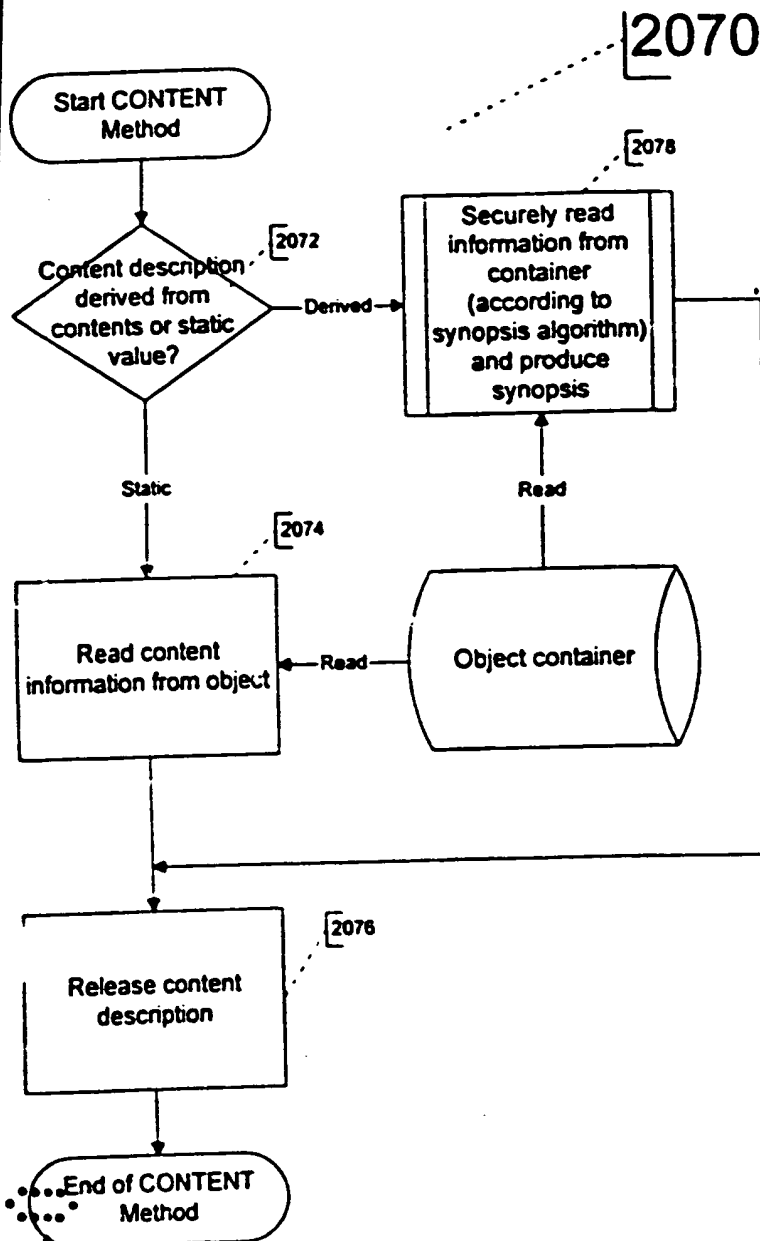 2070
Start CONTENT
Method
2078
2072
Content description
derived from
contents or static
value?
Derived
Securely read
information from
container
(according to
synopsis algorithm)
and produce
synopsis
Static
Read
2074
Read content
information from object
Read
Object container
2076
Release content
description
End of CONTENT
Method